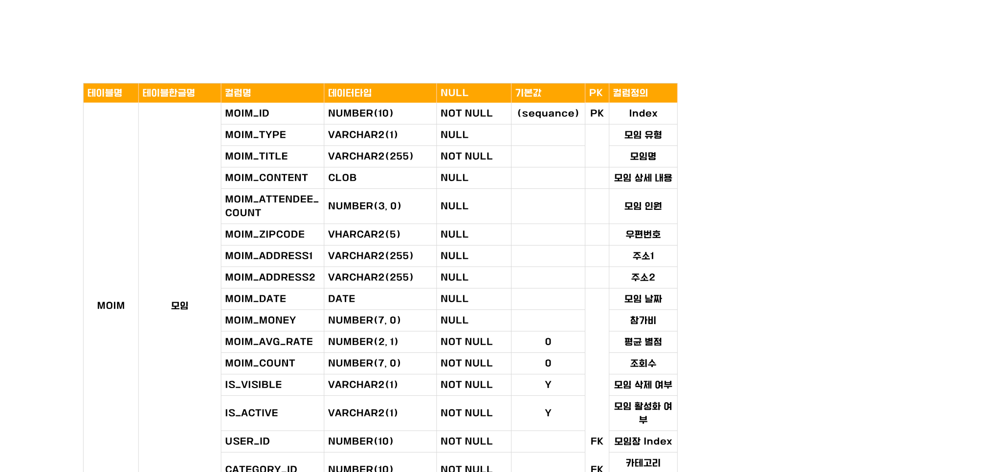 테이블명 테이블한글명 컬럼명 데이터타입 NULL 기본값 PK 컬럼정의
MOIM_ID NUMBER(10) NOT NULL (sequance) PK Index
MOIM_TYPE VARCHAR2(1) NULL 모임 유형
MOIM_TITLE VARCHAR2(255) NOT NULL 모임명
MOIM_CONTENT CLOB NULL 모임 상세 내용
MOIM_ATTENDEE_
COUNT NUMBER(3, 0) NULL 모임 인원
MOIM_ZIPCODE VHARCAR2(5) NULL 우편번호
MOIM_ADDRESS1 VARCHAR2(255) NULL 주소1
MOIM_ADDRESS2 VARCHAR2(255) NULL 주소2
MOIM_DATE DATE NULL 모임 날짜
MOIM 모임
MOIM_MONEY NUMBER(7, 0) NULL 참가비
MOIM_AVG_RATE NUMBER(2, 1) NOT NULL 0 평균 별점
MOIM_COUNT NUMBER(7, 0) NOT NULL 0 조회수
IS_VISIBLE VARCHAR2(1) NOT NULL Y 모임 삭제 여부
IS_ACTIVE VARCHAR2(1) NOT NULL Y 모임 활성화 여
부
USER_ID NUMBER(10) NOT NULL FK 모임장 Index
카테고리
CATEGORY_ID NUMBER(10) NOT NULL FK